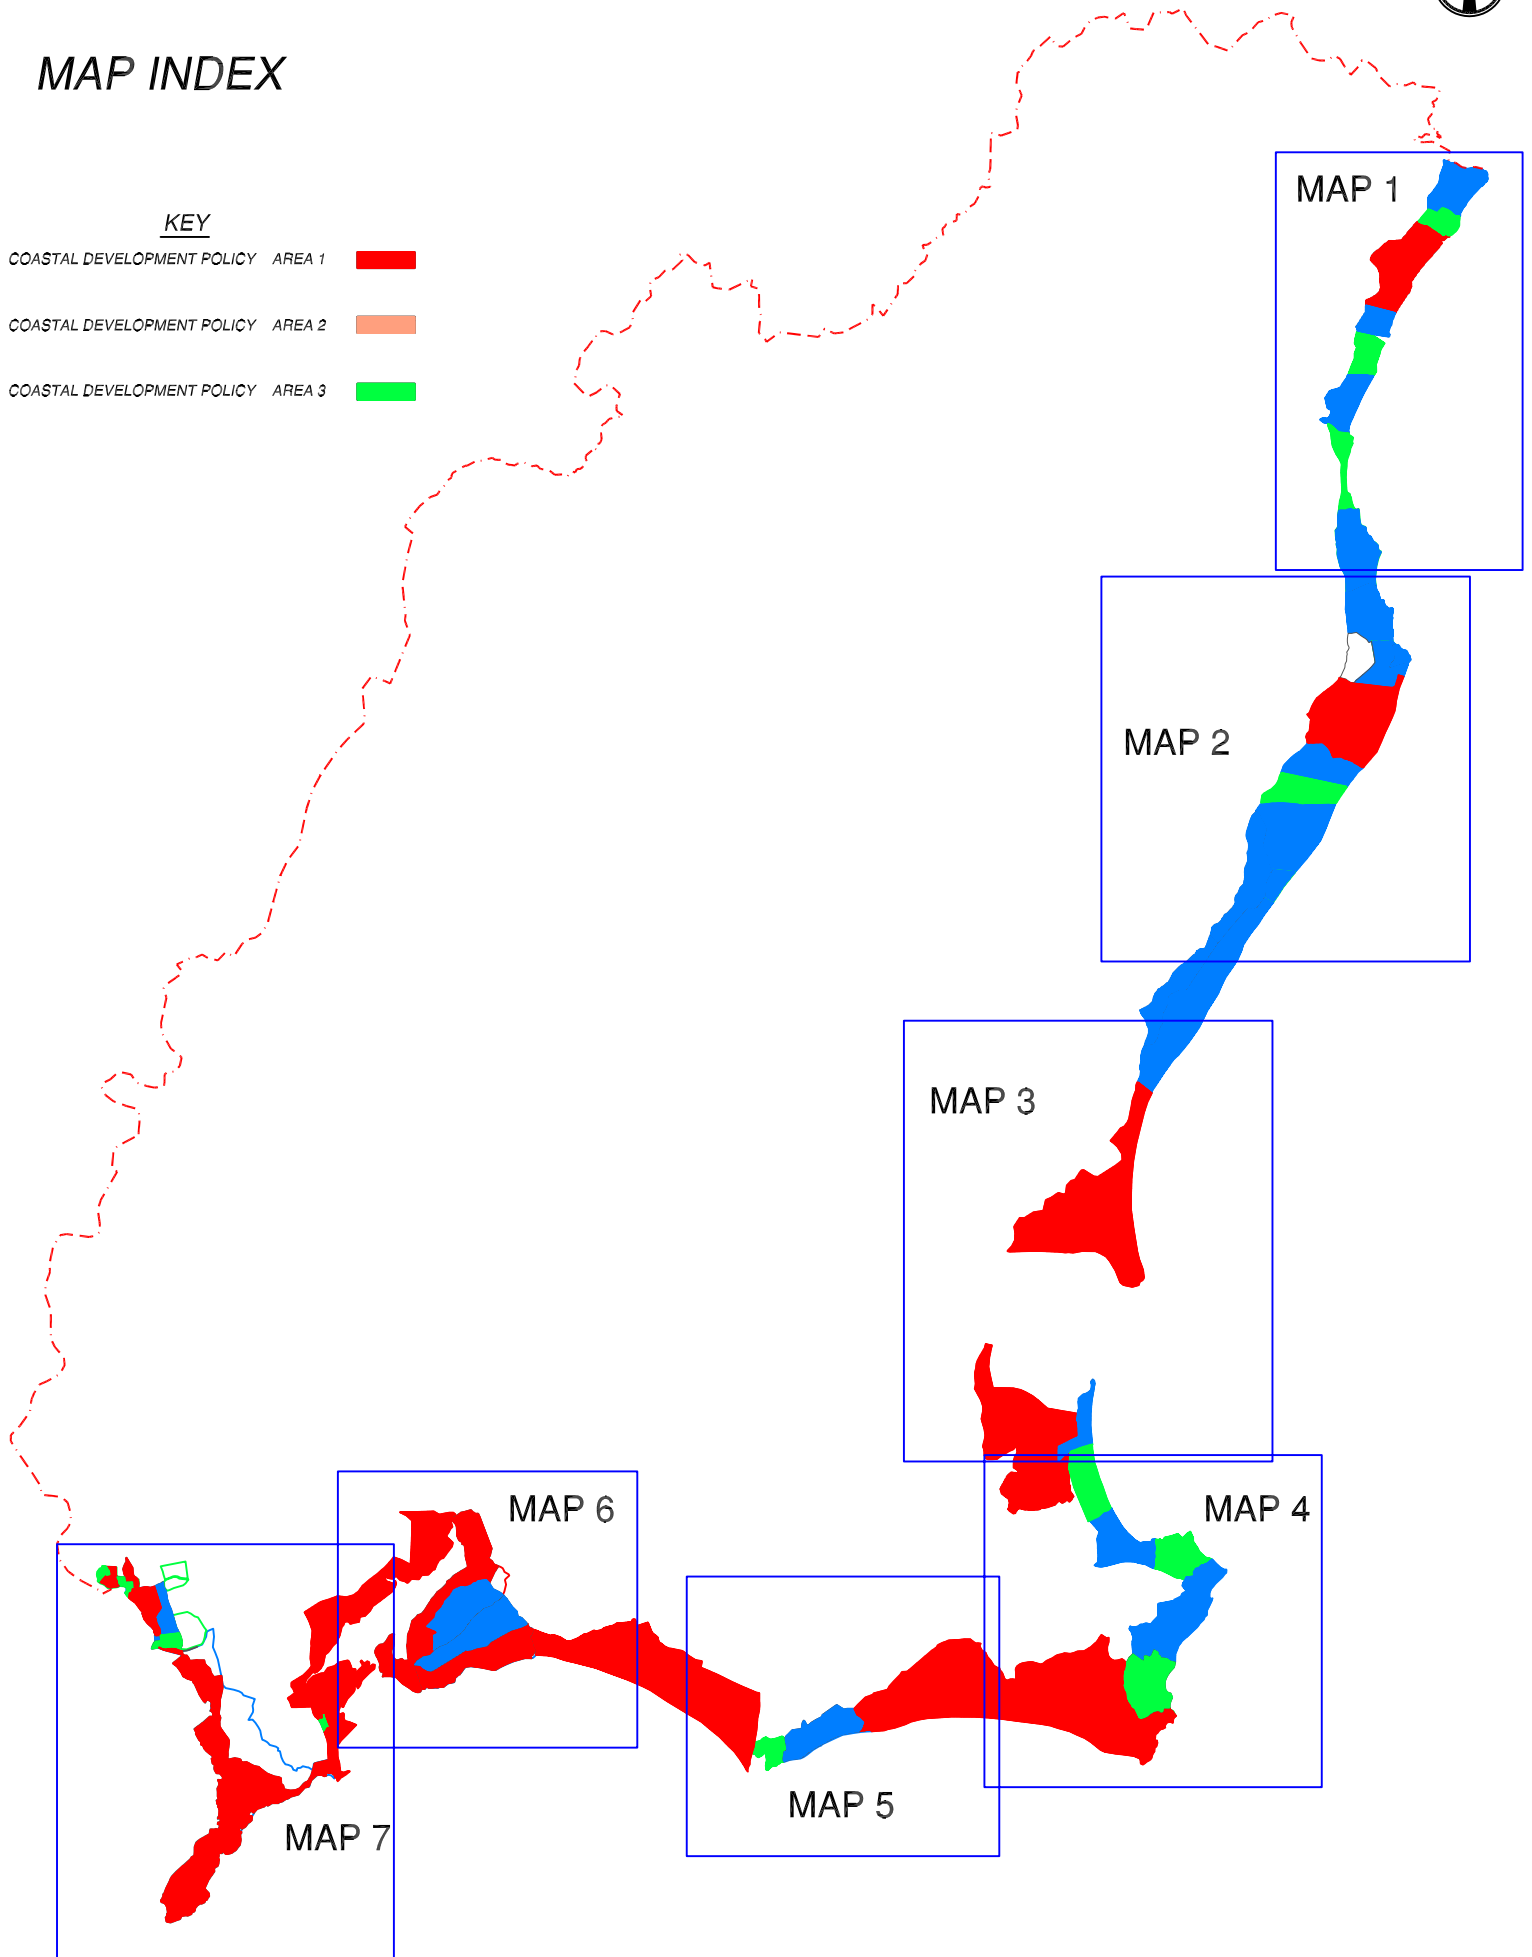 MAP INDEX
KEY
COASTAL DEVELOPMENT POLICY AREA 1
COASTAL DEVELOPMENT POLICY AREA 2
COASTAL DEVELOPMENT POLICY AREA 3
MAP 1
MAP 2
MAP 3
MAP 4
MAP 6
MAP 5
MAP 7